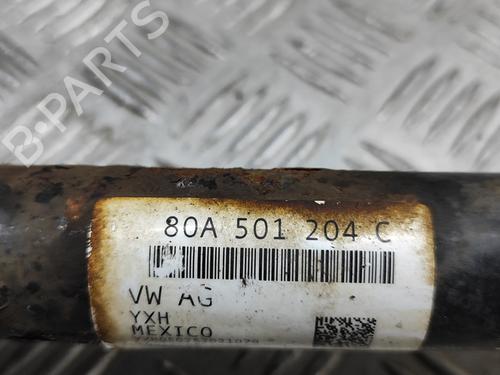 B-PARTS
80A 501 204 C
VW AG
YXH
MEXICO